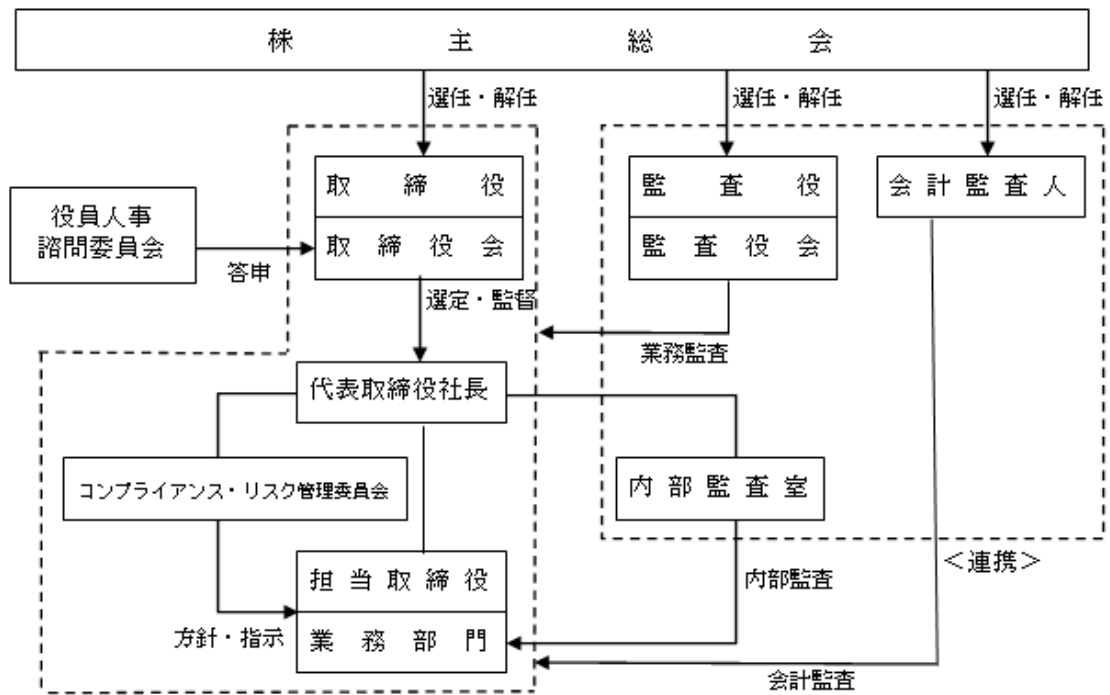 株主総会
選任・解任
選任・解任
選任・解任
取締役
監査役
会計監査人
役員人事
諮問委員会
取締役会
監査役会
答申
選定・監督
業務監査
代表取締役社長
コンプライアンス・リスク管理委員会
内部監査室
＜連携＞
担当取締役
内部監査
方針・指示
業務部門
会計監査